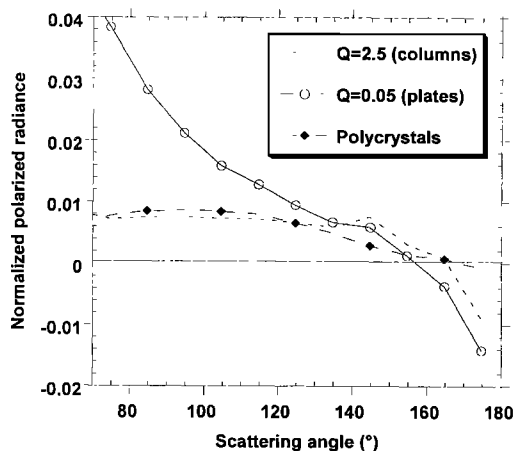 0.04
0.03
0.02
0.01
0
-0.01
-0.02
Normalized polarized radiance
Q=2.5 (columns)
Q=0.05 (plates)
Polycrystals
80
100
120
140
160
180
Scattering angle (°)